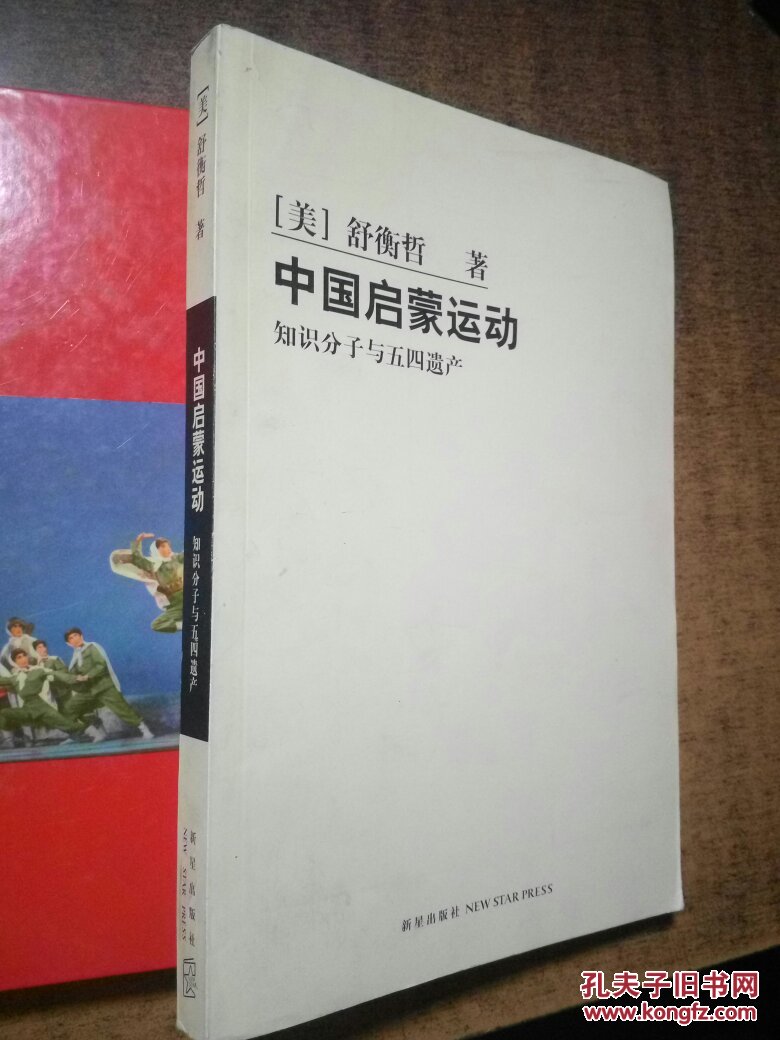 [美] 舒衡哲 著
中国启蒙运动
知识分子与五四遗产
新星出版社 NEW STAR PRESS
[美] 舒衡哲 著
中国启蒙运动
知识分子与五四遗产
新星出版社
NEW STAR PRESS
孔夫子旧书网
www.kongfz.com